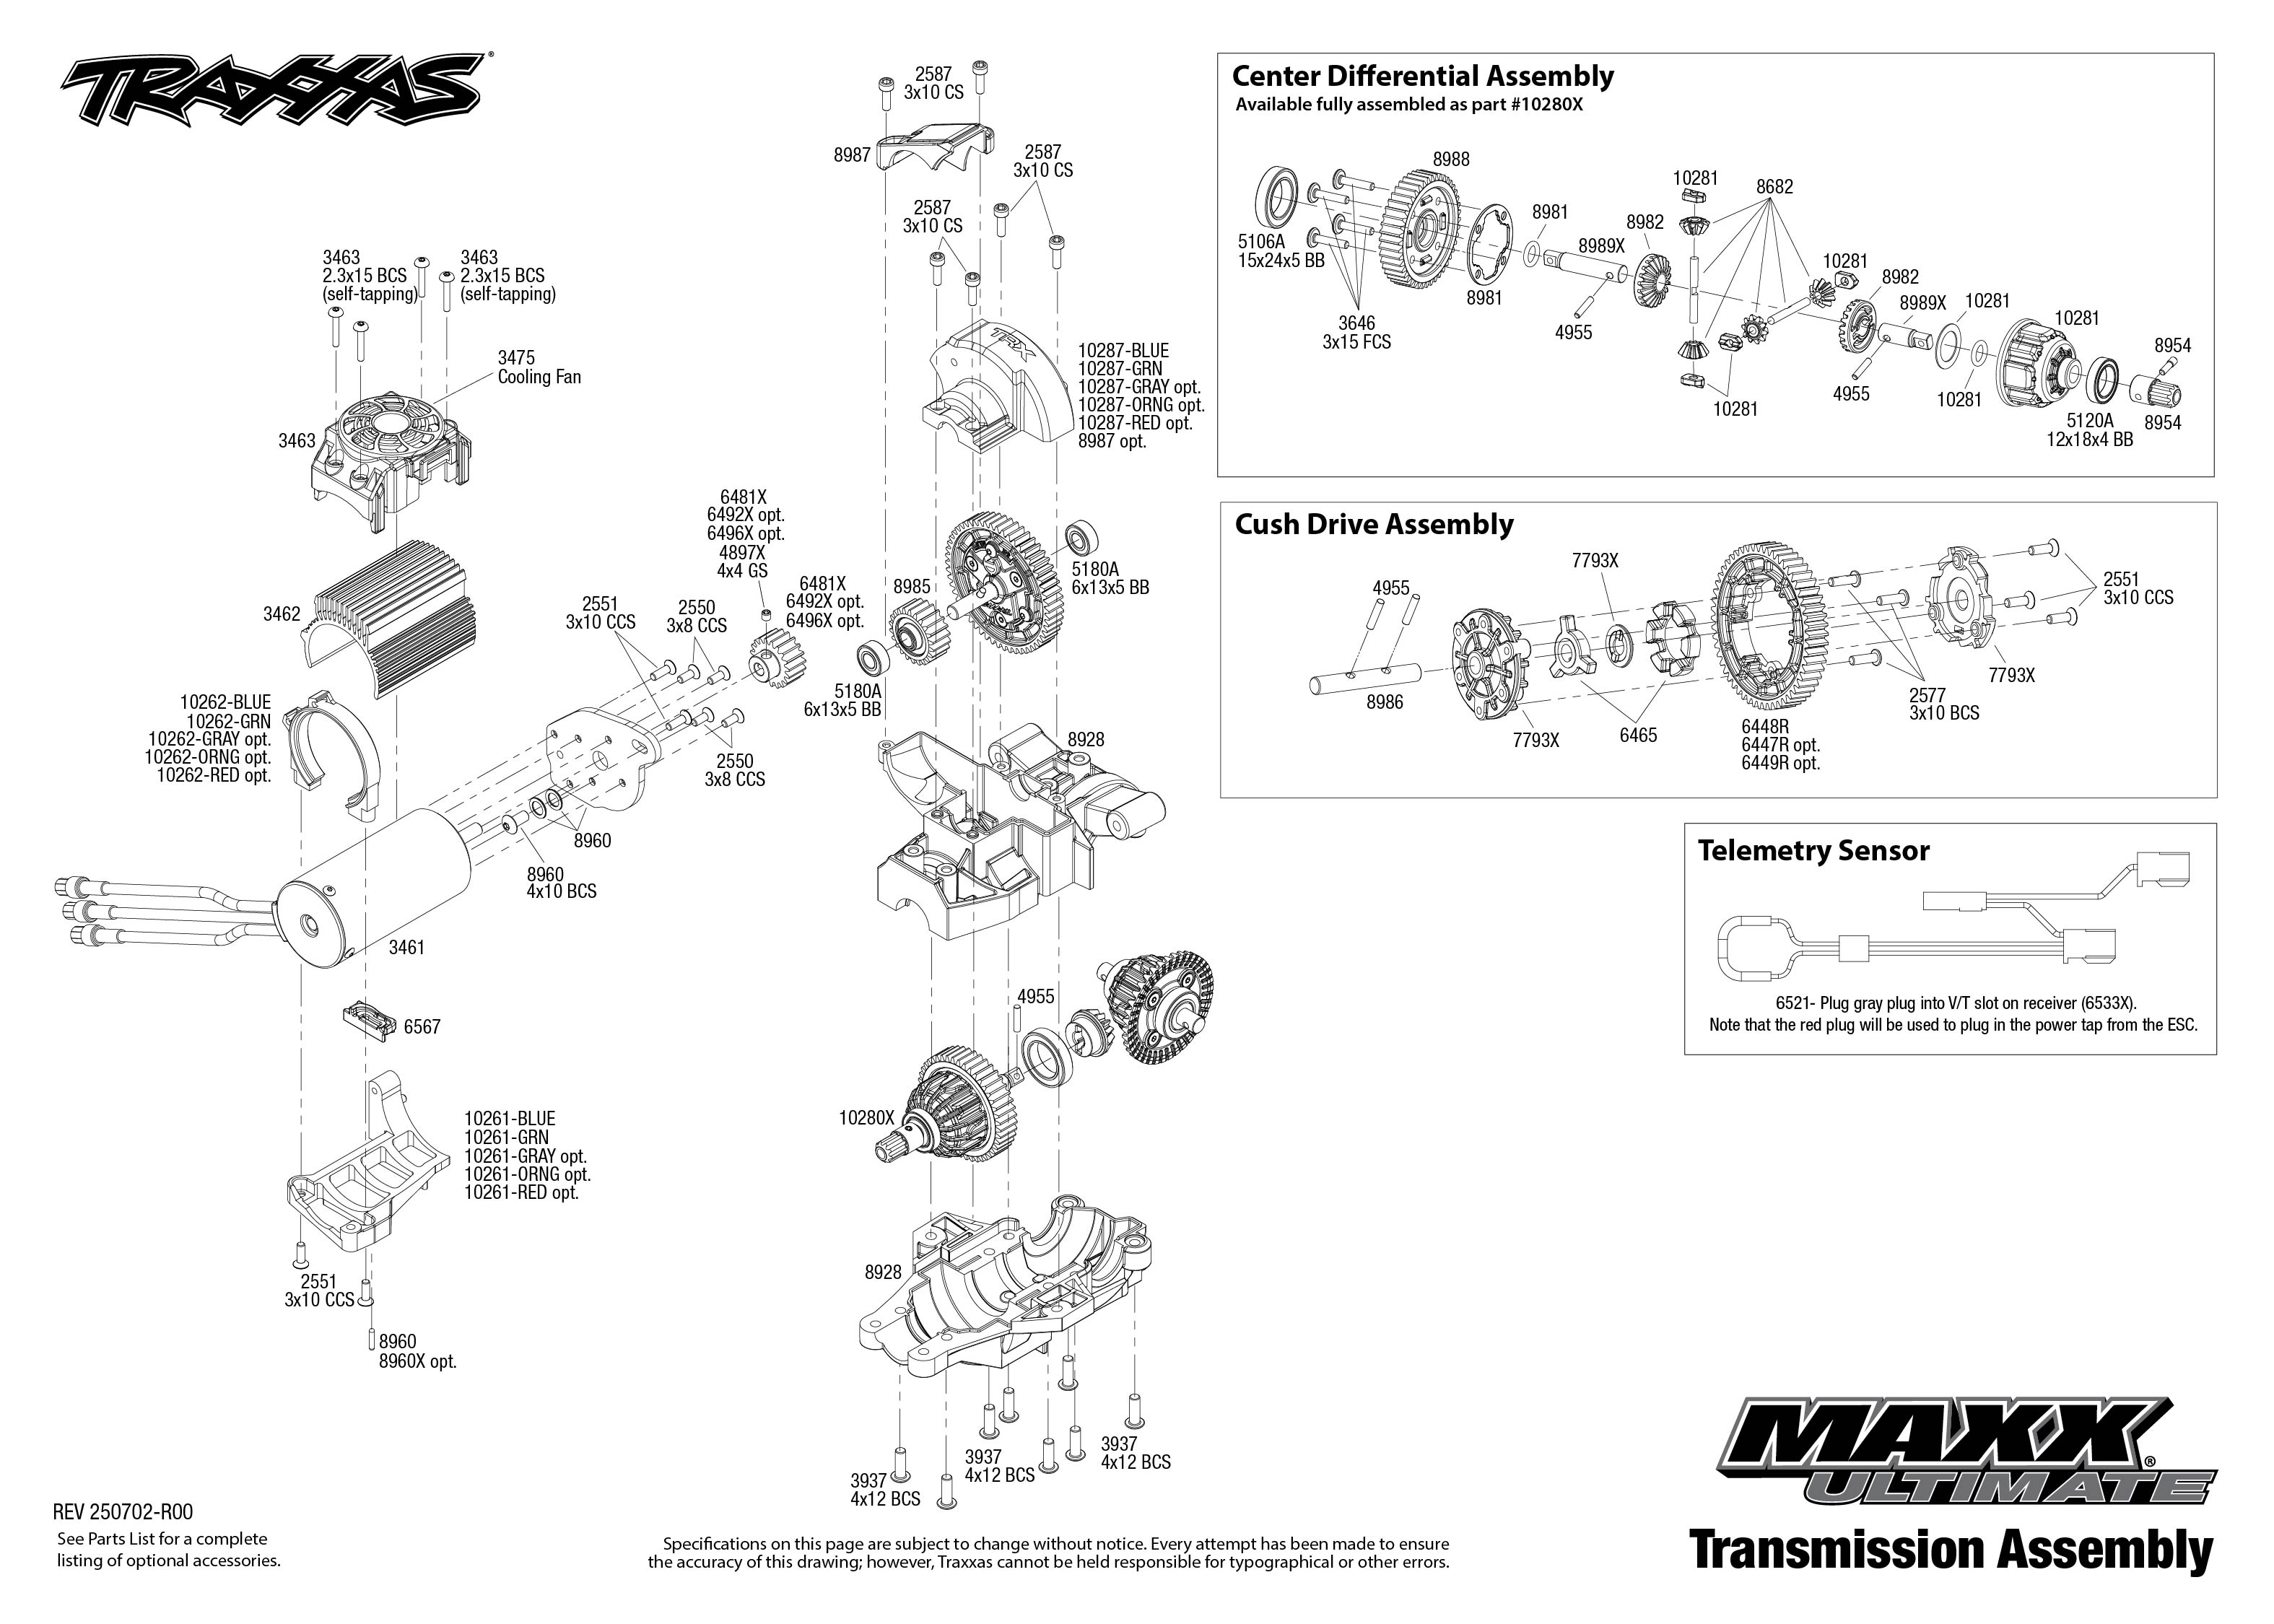 TRAXXAS®
2587
3x10 CS
8987
2587
3x10 CS
2587
3x10 CS
3463
2.3x15 BCS
(self-tapping)
3463
2.3x15 BCS
(self-tapping)
3475
Cooling Fan
3463
3462
10262-BLUE
10262-GRN
10262-GRAY opt.
10262-ORNG opt.
10262-RED opt.
3461
6567
10261-BLUE
10261-GRN
10261-GRAY opt.
10261-ORNG opt.
10261-RED opt.
2551
3x10 CCS
8960
8960X opt.
2551
3x10 CCS
2550
3x8 CCS
6481X
6492X opt.
6496X opt.
4897X
4x4 GS
6481X
6492X opt.
6496X opt.
2550
3x8 CCS
8960
8960
4x10 BCS
TRX
10287-BLUE
10287-GRN
10287-GRAY opt.
10287-ORNG opt.
10287-RED opt.
8987 opt.
8985
5180A
6x13x5 BB
5180A
6x13x5 BB
8928
4955
10280X
8928
3937
4x12 BCS
3937
4x12 BCS
3937
4x12 BCS
Center Differential Assembly
Available fully assembled as part #10280X
5106A
15x24x5 BB
3646
3x15 FCS
8988
8981
8981
8989X
4955
8982
10281
8682
10281
10281
8982
8989X
4955
10281
10281
10281
5120A
12x18x4 BB
8954
8954
Cush Drive Assembly
4955
8986
7793X
7793X
6465
6448R
6447R opt.
6449R opt.
2577
3x10 BCS
7793X
2551
3x10 CCS
Telemetry Sensor
6521- Plug gray plug into V/T slot on receiver (6533X).
Note that the red plug will be used to plug in the power tap from the ESC.
REV 250702-R00
See Parts List for a complete
listing of optional accessories.
Specifications on this page are subject to change without notice. Every attempt has been made to ensure
the accuracy of this drawing; however, Traxxas cannot be held responsible for typographical or other errors.
MAXX®
ULTIMATE
Transmission Assembly